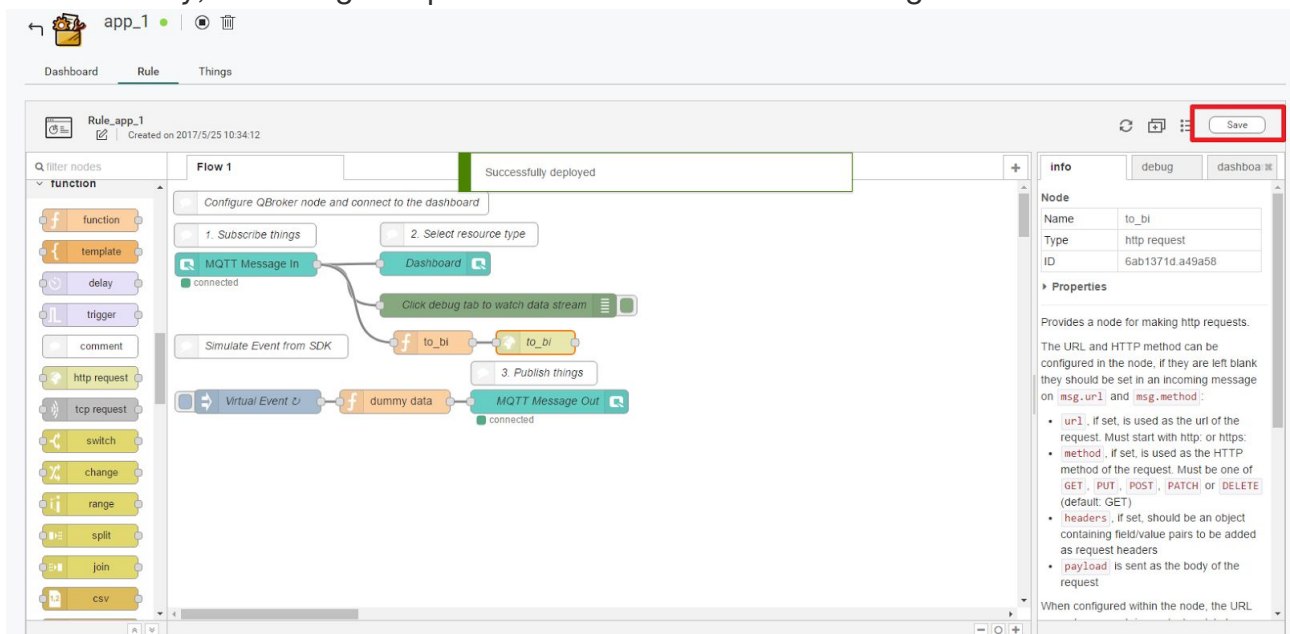 app_1
Dashboard Rule Things
Rule_app_1
Created on 2017/5/25 10:34:12
Save
filter nodes
function
function
template
delay
trigger
comment
http request
tcp request
switch
change
range
split
join
csv
Flow 1
Successfully deployed
Configure QBroker node and connect to the dashboard
1. Subscribe things
2. Select resource type
MQTT Message In
connected
Dashboard
Click debug tab to watch data stream
Simulate Event from SDK
to_bi
to_bi
3. Publish things
Virtual Event ↻
dummy data
MQTT Message Out
connected
info debug dashboa
Node
Name to_bi
Type http request
ID 6ab1371d.a49a58
Properties
Provides a node for making http requests.
The URL and HTTP method can be
configured in the node, if they are left blank
they should be set in an incoming message
on msg.url and msg.method:
• url, if set, is used as the url of the
request. Must start with http: or https:
• method, if set, is used as the HTTP
method of the request. Must be one of
GET, PUT, POST, PATCH or DELETE
(default: GET)
• headers, if set, should be an object
containing field/value pairs to be added
as request headers
• payload is sent as the body of the
request
When configured within the node, the URL